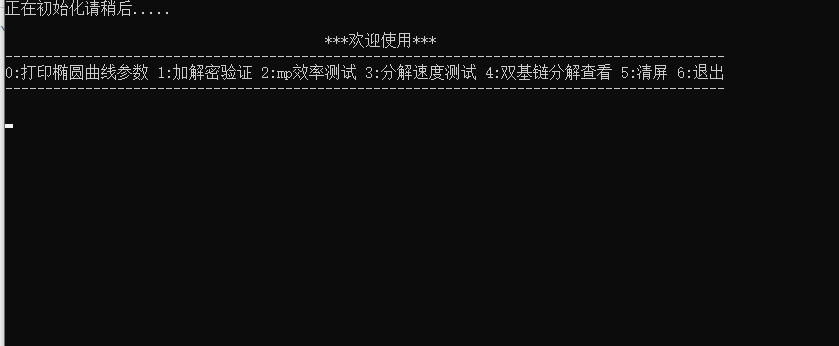 正在初始化请稍后.....
***欢迎使用***
------------------------------------------------------------------------------------------
0:打印椭圆曲线参数 1:加解密验证 2:mp效率测试 3:分解速度测试 4:双基链分解查看 5:清屏 6:退出
------------------------------------------------------------------------------------------